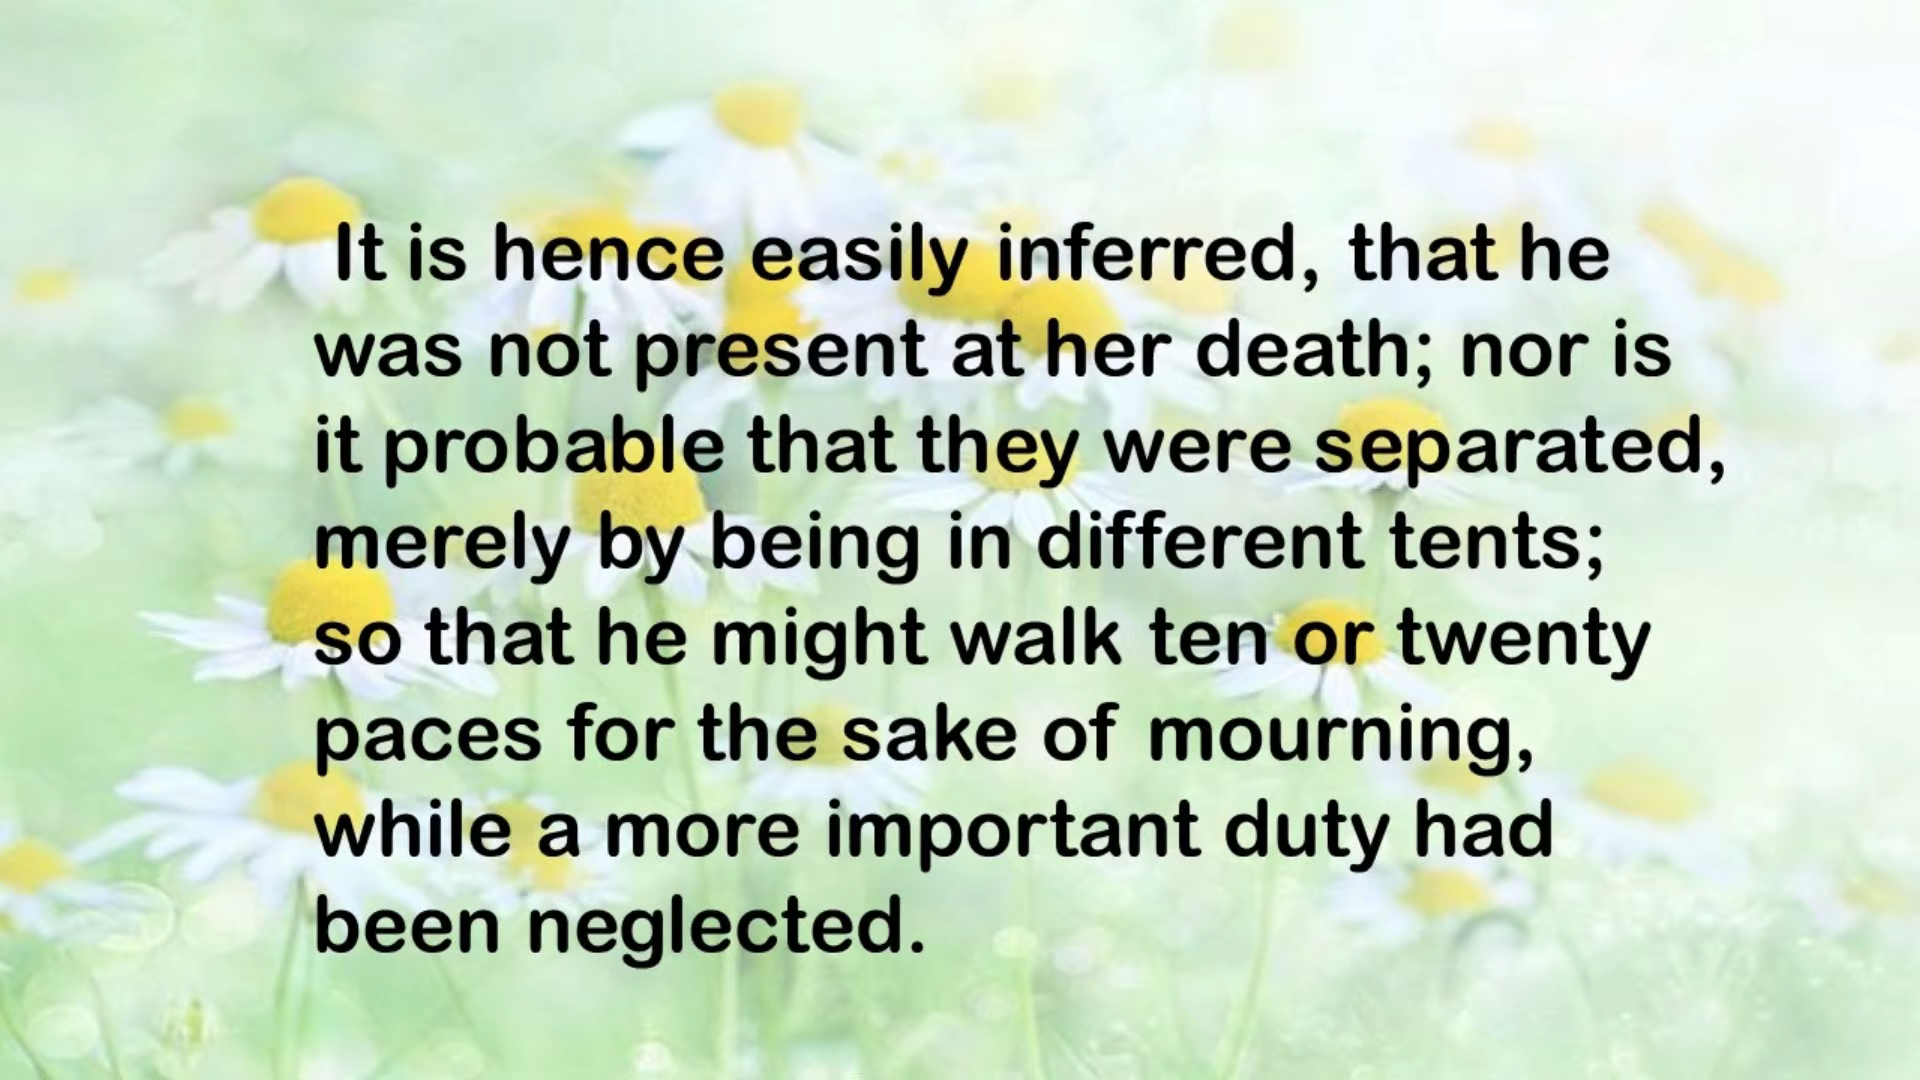 It is hence easily inferred, that he
was not present at her death; nor is
it probable that they were separated,
merely by being in different tents;
so that he might walk ten or twenty
paces for the sake of mourning,
while a more important duty had
been neglected.